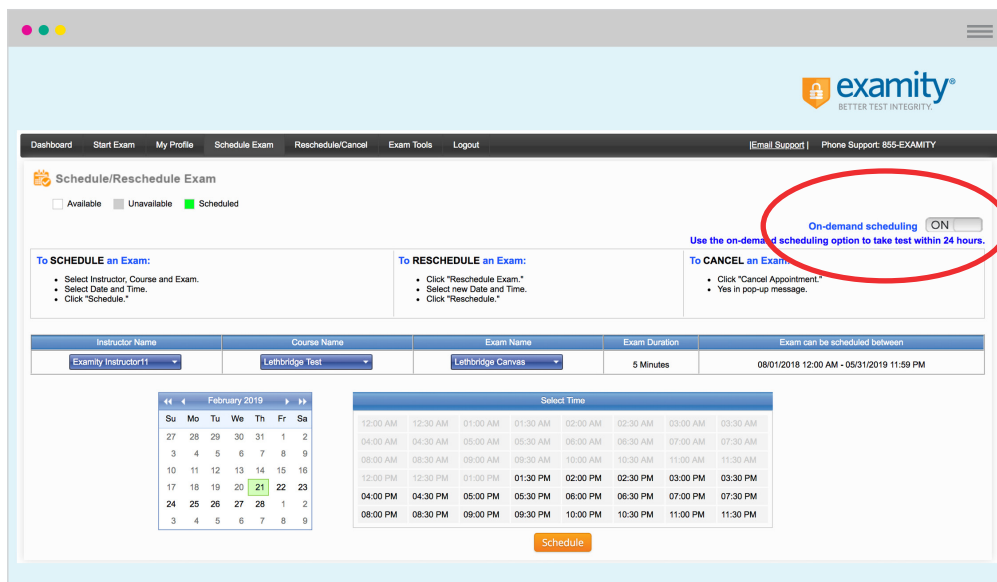 examity®
BETTER TEST INTEGRITY.
Dashboard Start Exam My Profile Schedule Exam Reschedule/Cancel Exam Tools Logout |Email Support| Phone Support: 855-EXAMITY
Schedule/Reschedule Exam
Available Unavailable Scheduled
On-demand scheduling ON
Use the on-demand scheduling option to take test within 24 hours.
To SCHEDULE an Exam:
• Select Instructor, Course and Exam.
• Select Date and Time.
• Click "Schedule."
To RESCHEDULE an Exam:
• Click "Reschedule Exam."
• Select new Date and Time.
• Click "Reschedule."
To CANCEL an Exam:
• Click "Cancel Appointment."
• Yes in pop-up message.
Instructor Name Course Name Exam Name Exam Duration Exam can be scheduled between
Examity Instructor11 Lethbridge Test Lethbridge Canvas 5 Minutes 08/01/2018 12:00 AM - 05/31/2019 11:59 PM
February 2019
Su Mo Tu We Th Fr Sa
27 28 29 30 31 1 2
3 4 5 6 7 8 9
10 11 12 13 14 15 16
17 18 19 20 21 22 23
24 25 26 27 28 1 2
3 4 5 6 7 8 9
Select Time
12:00 AM 12:30 AM 01:00 AM 01:30 AM 02:00 AM 02:30 AM 03:00 AM 03:30 AM
04:00 AM 04:30 AM 05:00 AM 05:30 AM 06:00 AM 06:30 AM 07:00 AM 07:30 AM
08:00 AM 08:30 AM 09:00 AM 09:30 AM 10:00 AM 10:30 AM 11:00 AM 11:30 AM
12:00 PM 12:30 PM 01:00 PM 01:30 PM 02:00 PM 02:30 PM 03:00 PM 03:30 PM
04:00 PM 04:30 PM 05:00 PM 05:30 PM 06:00 PM 06:30 PM 07:00 PM 07:30 PM
08:00 PM 08:30 PM 09:00 PM 09:30 PM 10:00 PM 10:30 PM 11:00 PM 11:30 PM
Schedule